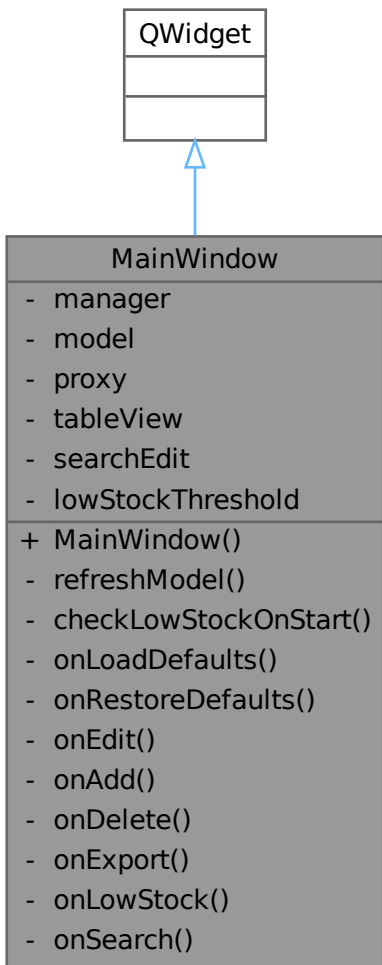 QWidget
MainWindow
- manager
- model
- proxy
- tableView
- searchEdit
- lowStockThreshold
+ MainWindow()
- refreshModel()
- checkLowStockOnStart()
- onLoadDefaults()
- onRestoreDefaults()
- onEdit()
- onAdd()
- onDelete()
- onExport()
- onLowStock()
- onSearch()